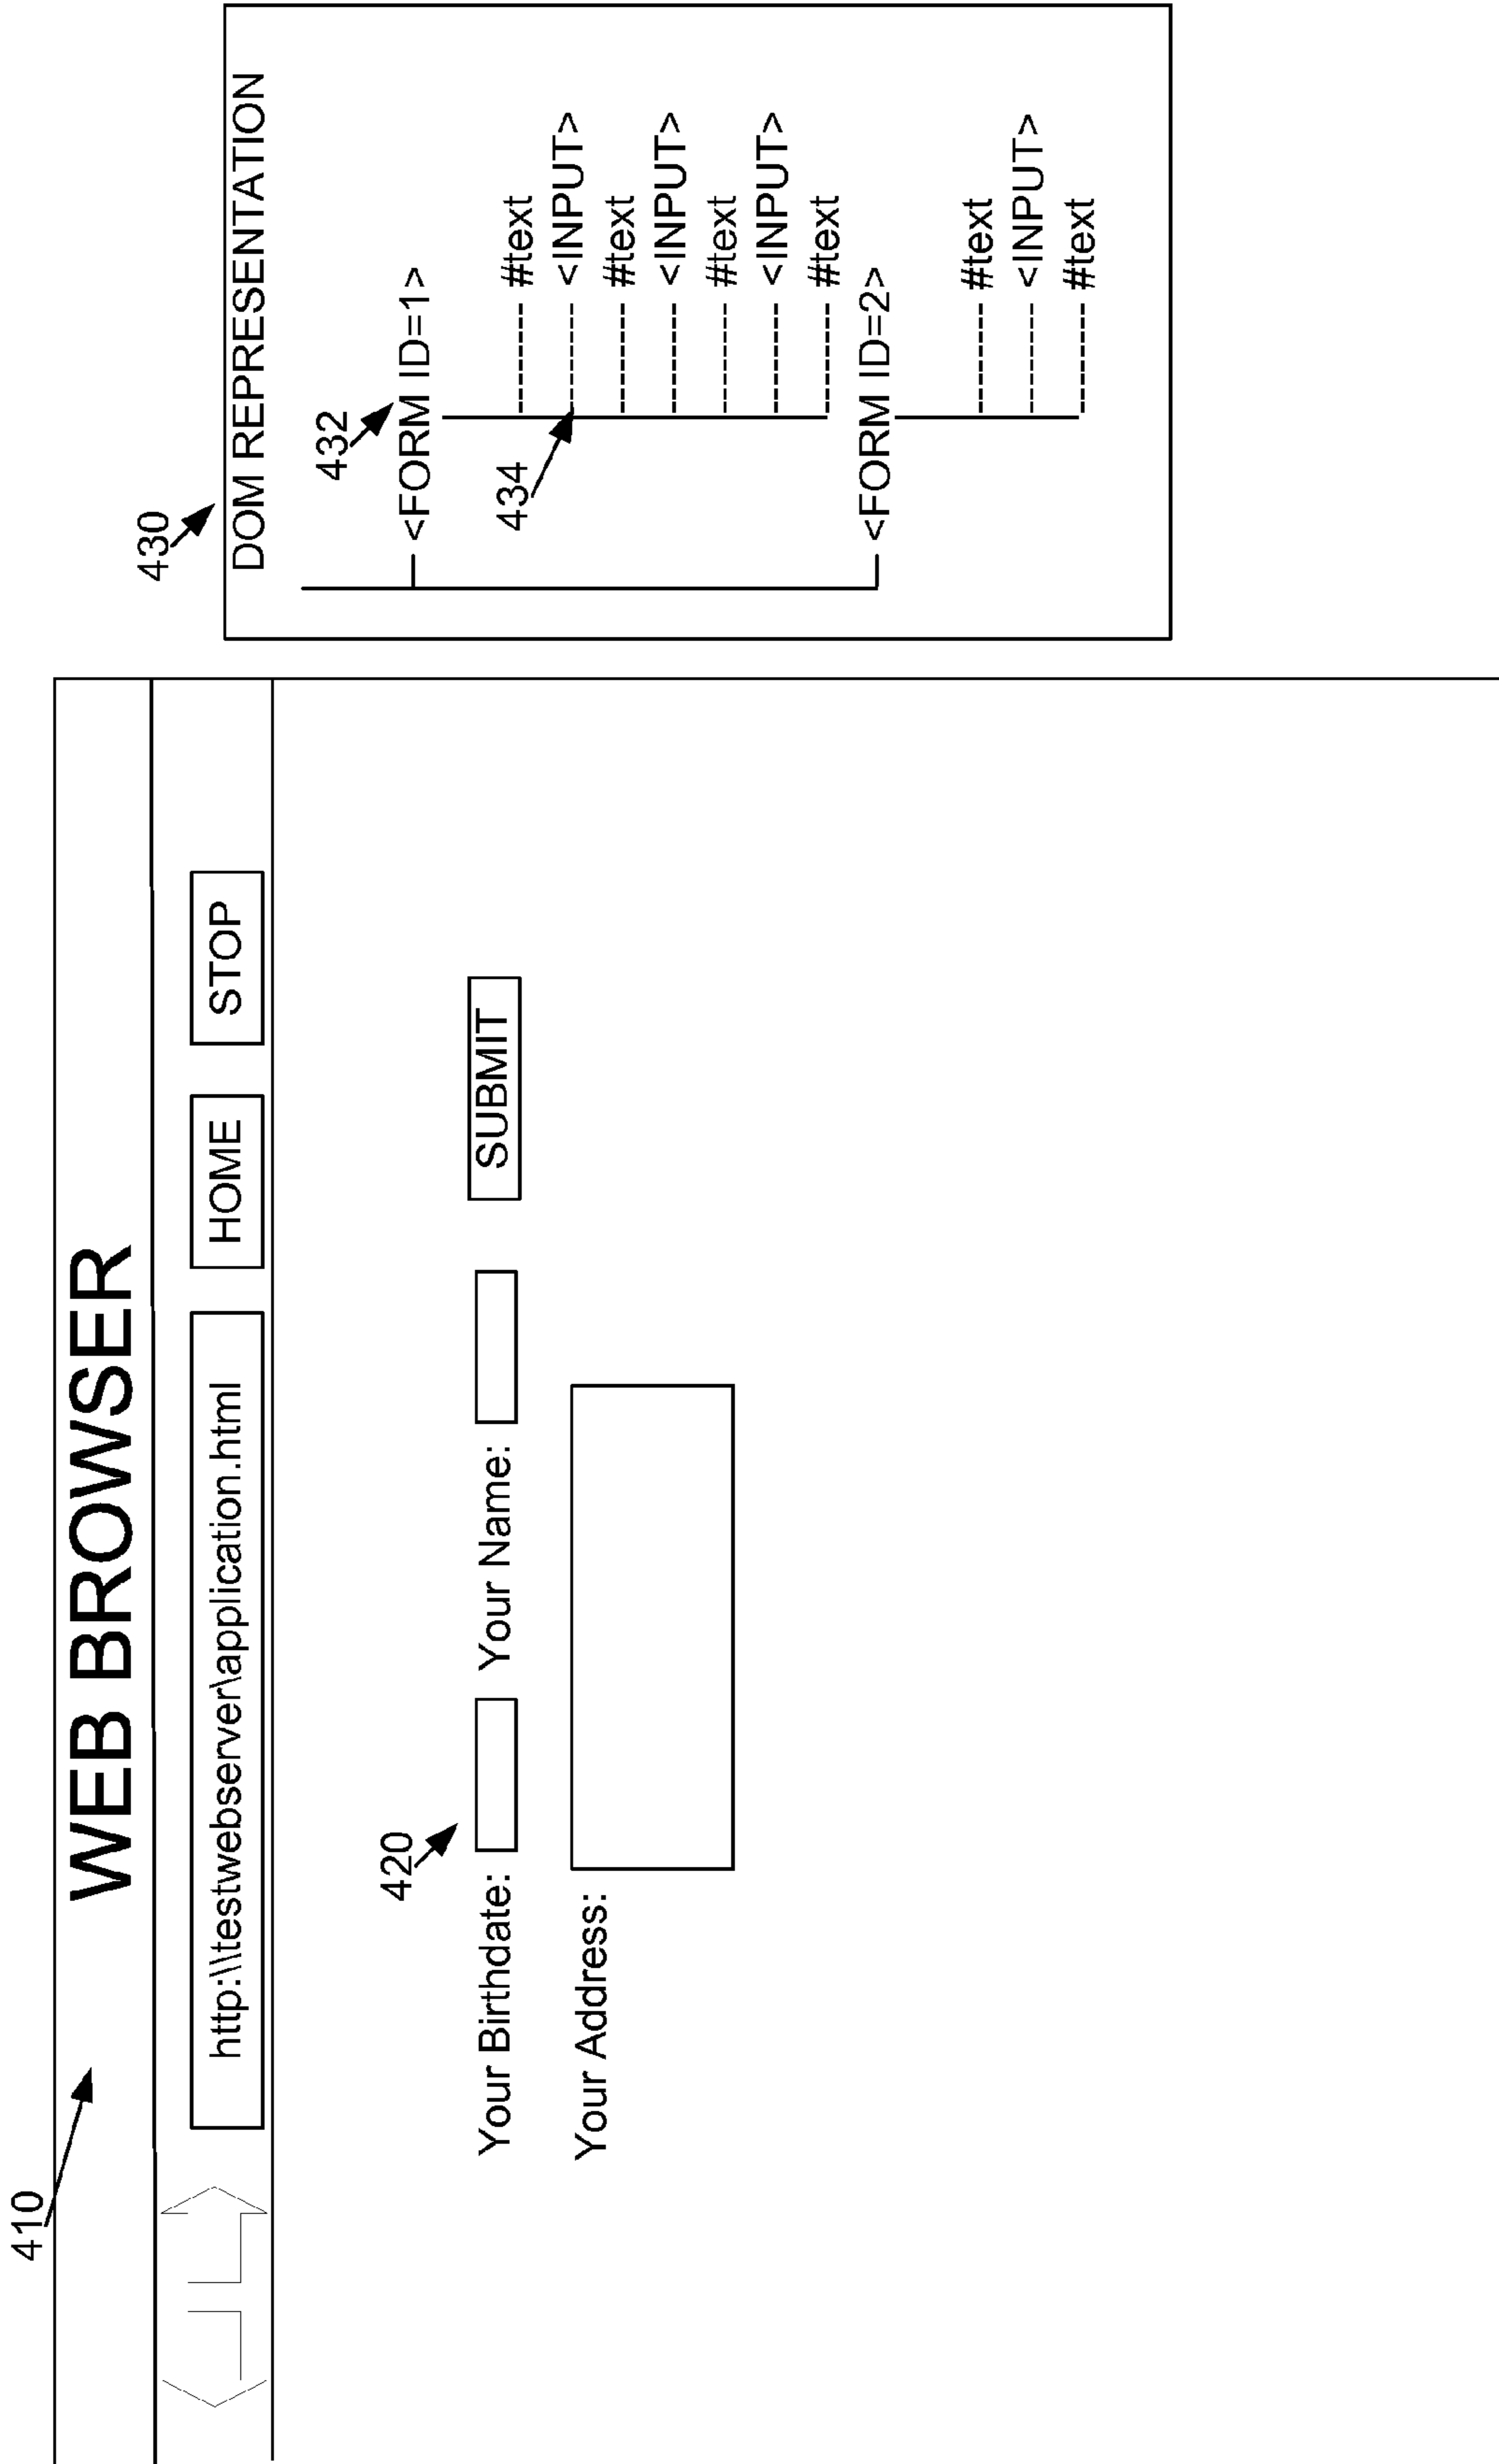 410
WEB BROWSER
http:\\testwebserver\application.html HOME STOP
420
Your Birthdate: Your Name: SUBMIT
Your Address:
430
DOM REPRESENTATION
432
<FORM ID=1>
434
#text
<INPUT>
#text
<INPUT>
#text
<INPUT>
#text
<FORM ID=2>
#text
<INPUT>
#text